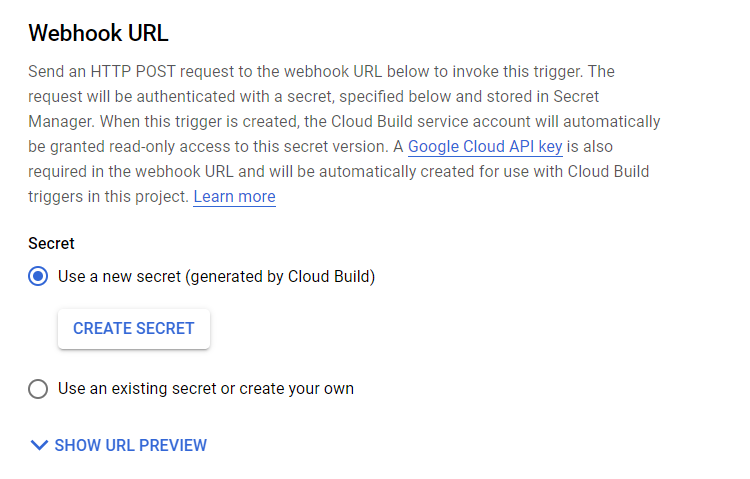 Webhook URL
Send an HTTP POST request to the webhook URL below to invoke this trigger. The
request will be authenticated with a secret, specified below and stored in Secret
Manager. When this trigger is created, the Cloud Build service account will automatically
be granted read-only access to this secret version. A Google Cloud API key is also
required in the webhook URL and will be automatically created for use with Cloud Build
triggers in this project. Learn more
Secret
Use a new secret (generated by Cloud Build)
CREATE SECRET
Use an existing secret or create your own
SHOW URL PREVIEW